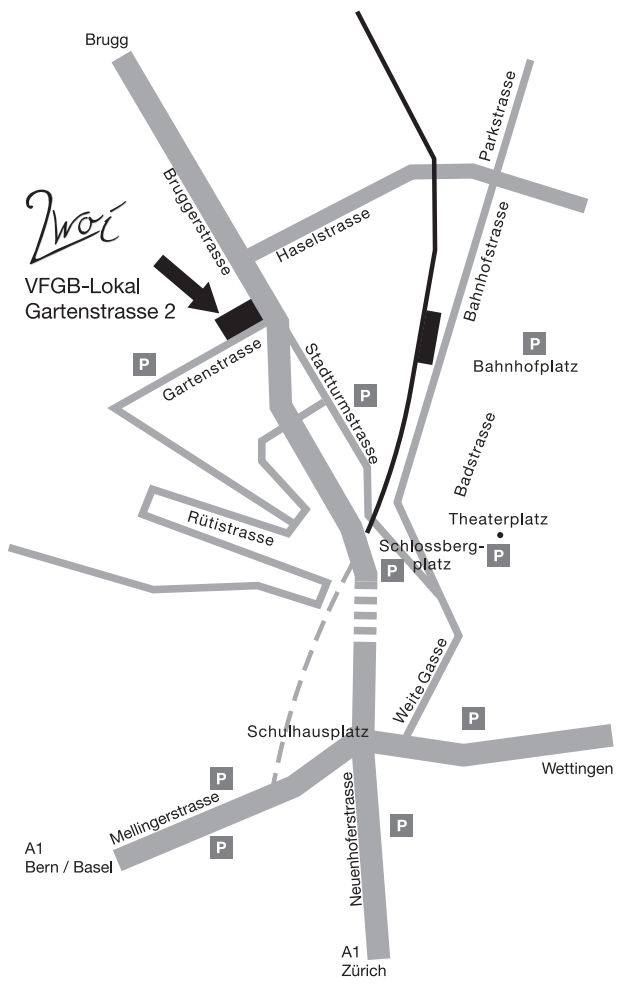 Brugg
Parkstrasse
Bruggerstrasse
Haselstrasse
Bahnhofstrasse
2woi
VFGB-Lokal
Gartenstrasse 2
P
Gartenstrasse
Stadtturmstrasse
P
P
Bahnhofplatz
Badstrasse
Rütistrasse
Theaterplatz
Schlossberg-
platz
P
P
Weite Gasse
Schulhausplatz
P
Wettingen
P
Mellingerstrasse
P
Neuenhoferstrasse
P
A1
Bern / Basel
A1
Zürich